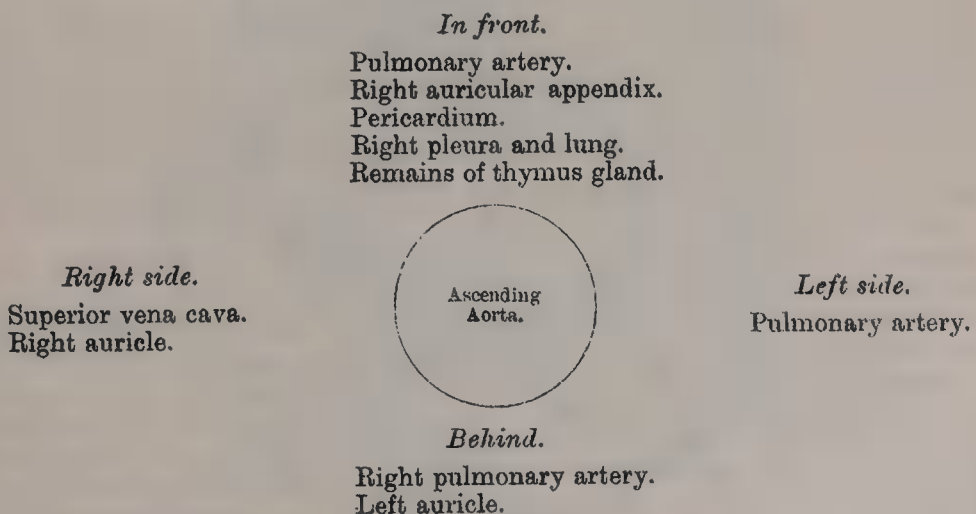 In front.
Pulmonary artery.
Right auricular appendix.
Pericardium.
Right pleura and lung.
Remains of thymus gland.
Right side.
Superior vena cava.
Right auricle.
Ascending
Aorta.
Left side.
Pulmonary artery.
Behind.
Right pulmonary artery.
Left auricle.